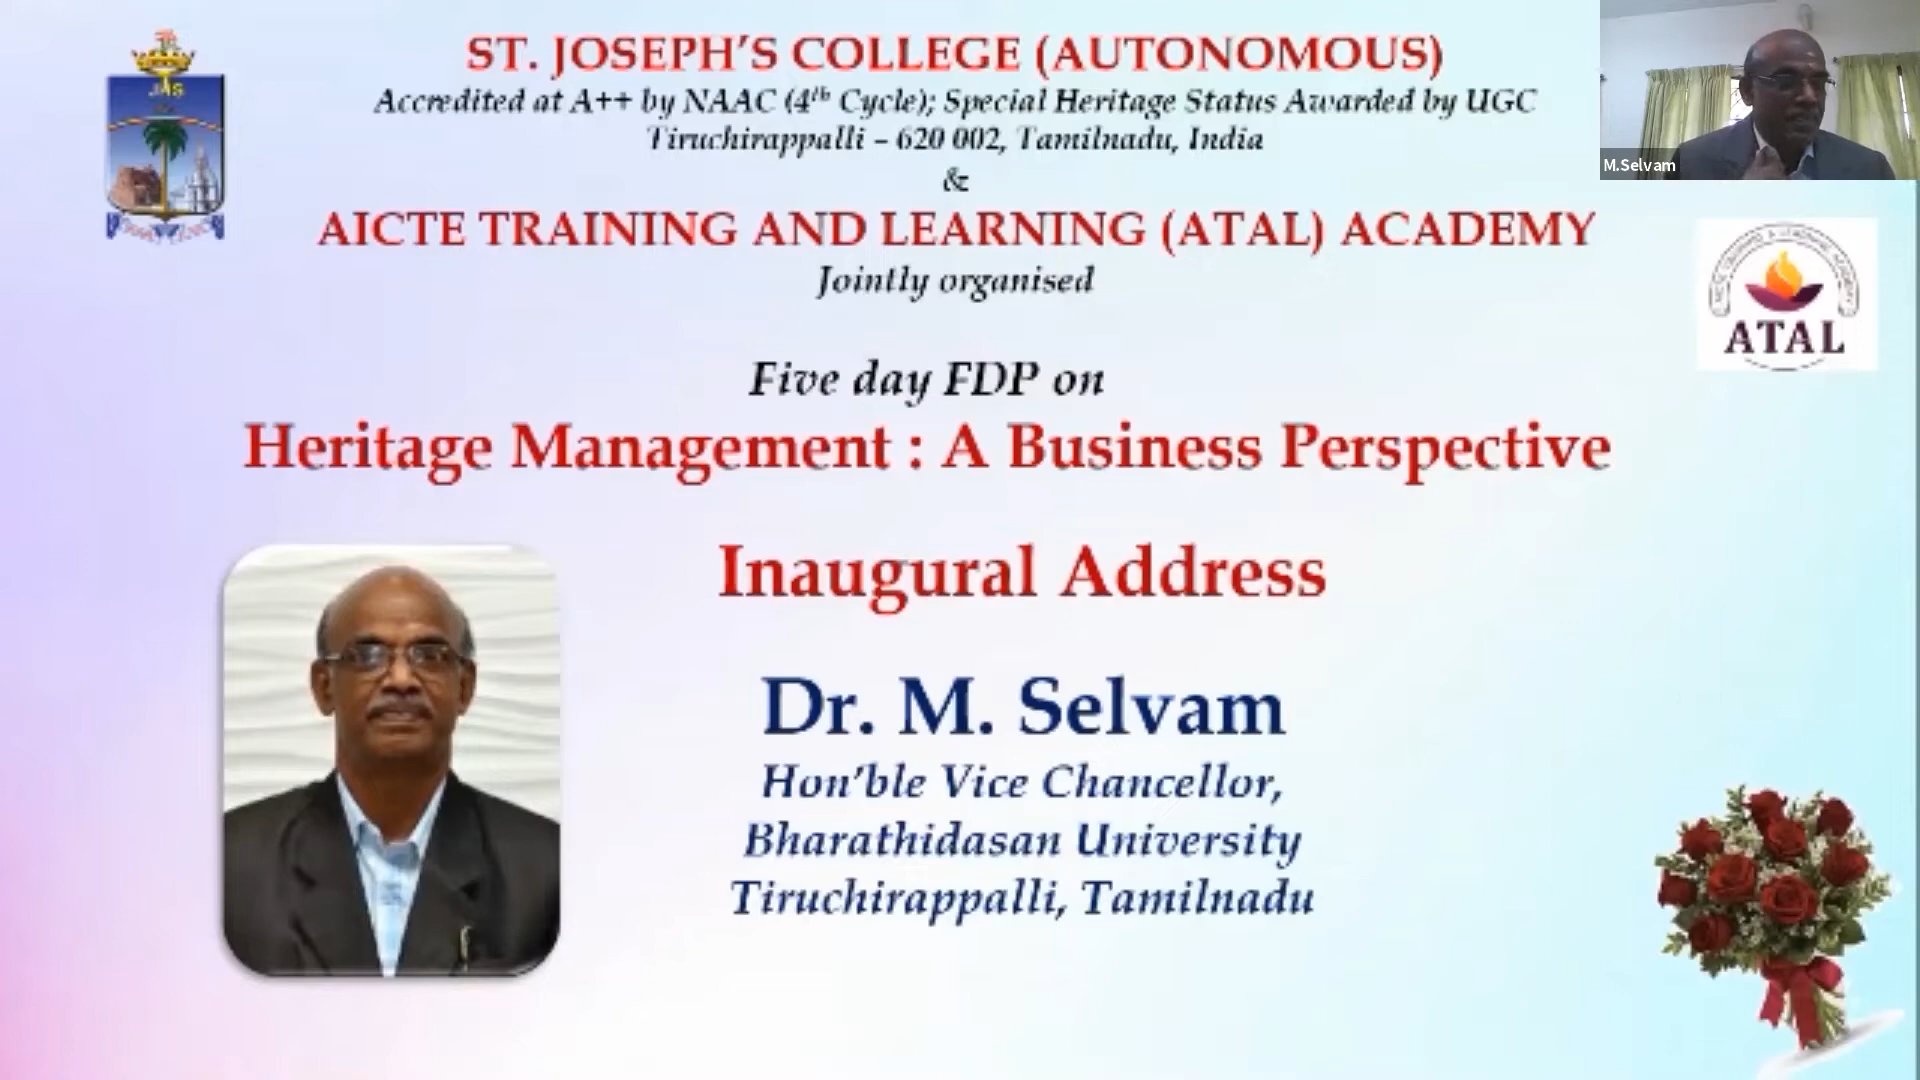 ST. JOSEPH'S COLLEGE (AUTONOMOUS)
Accredited at A++ by NAAC (4th Cycle); Special Heritage Status Awarded by UGC
Tiruchirappalli – 620 002, Tamilnadu, India
&
AICTE TRAINING AND LEARNING (ATAL) ACADEMY
Jointly organised
M.Selvam
ATAL
Five day FDP on
Heritage Management : A Business Perspective
Inaugural Address
Dr. M. Selvam
Hon'ble Vice Chancellor,
Bharathidasan University
Tiruchirappalli, Tamilnadu